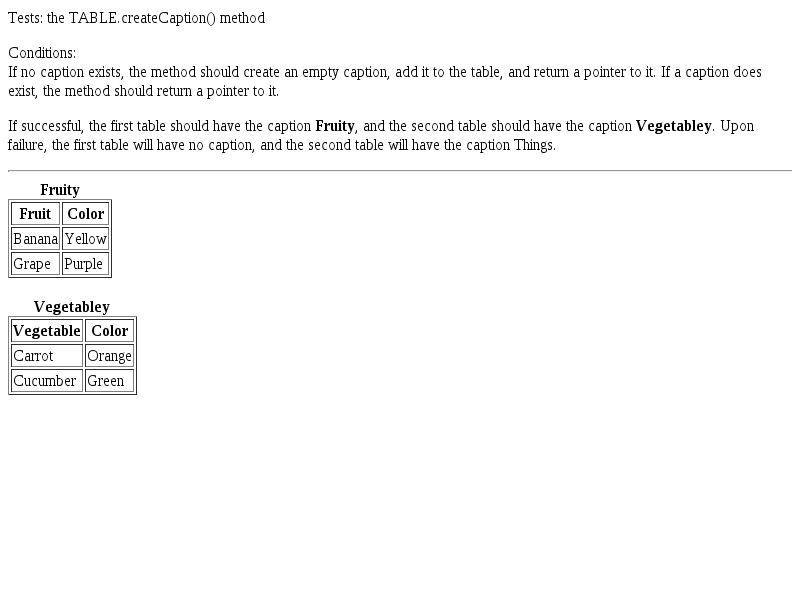 Tests: the TABLE.createCaption() method
Conditions:
If no caption exists, the method should create an empty caption, add it to the table, and return a pointer to it. If a caption does
exist, the method should return a pointer to it.
If successful, the first table should have the caption Fruity, and the second table should have the caption Vegetabley. Upon
failure, the first table will have no caption, and the second table will have the caption Things.
Fruity
Fruit Color
Banana Yellow
Grape Purple
Vegetabley
Vegetable Color
Carrot Orange
Cucumber Green